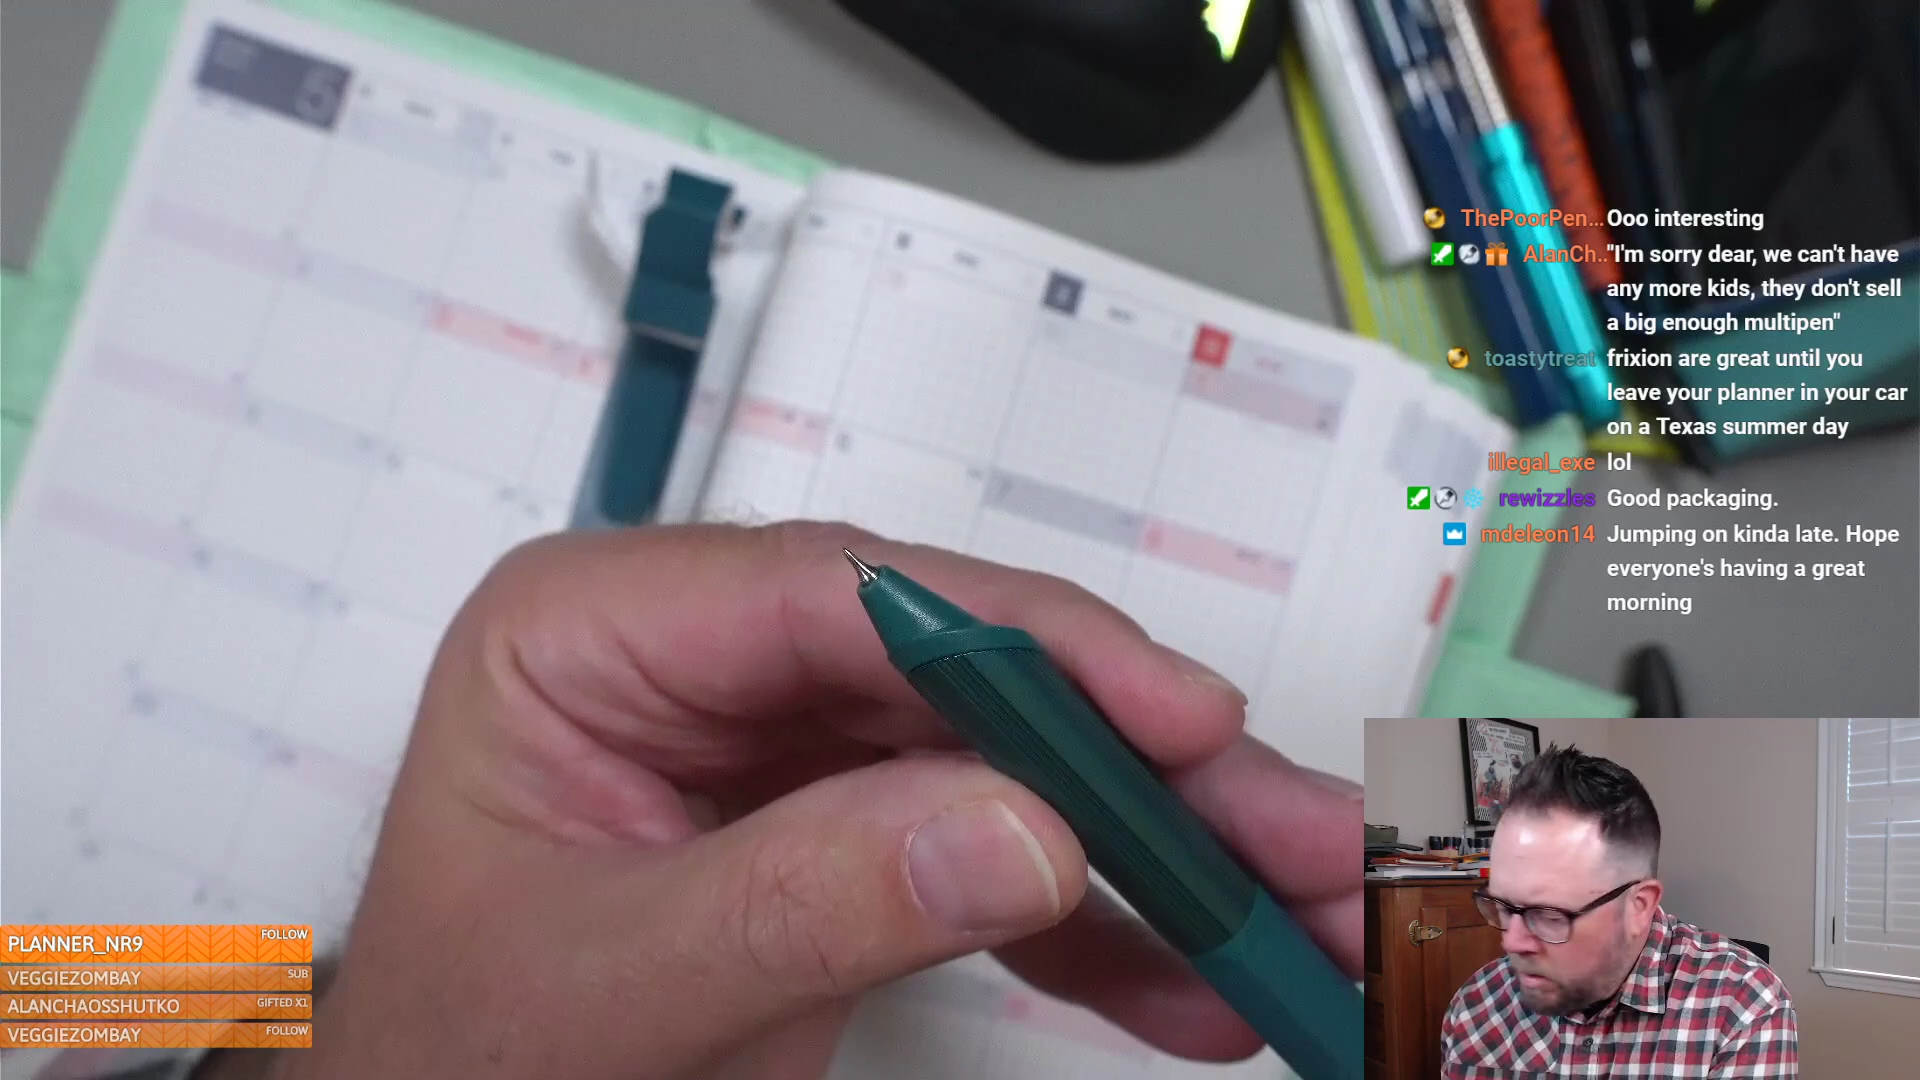 ThePoorPen... Ooo interesting
AlanCh.. "I'm sorry dear, we can't have
any more kids, they don't sell
a big enough multipen"
toastytreat frixion are great until you
leave your planner in your car
on a Texas summer day
illegal_exe lol
rewizzles Good packaging.
mdeleon14 Jumping on kinda late. Hope
everyone's having a great
morning
PLANNER_NR9 FOLLOW
VEGGIEZOMBAY SUB
ALANCHAOSSHUTKO GIFTED X1
VEGGIEZOMBAY FOLLOW
5